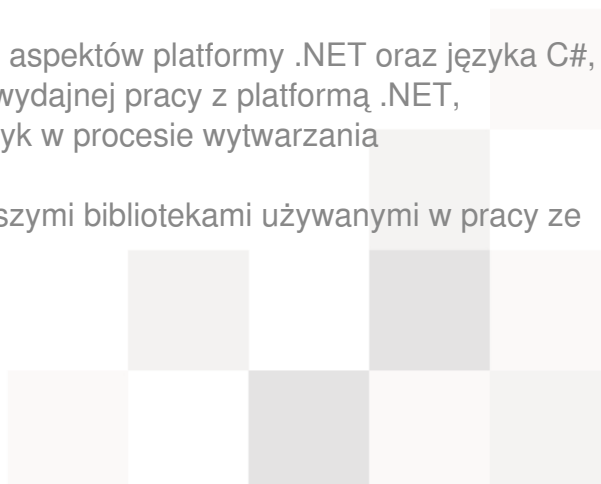 aspektów platformy .NET oraz języka C#,
wydajnej pracy z platformą .NET,
yk w procesie wytwarzania
szymi bibliotekami używanymi w pracy ze